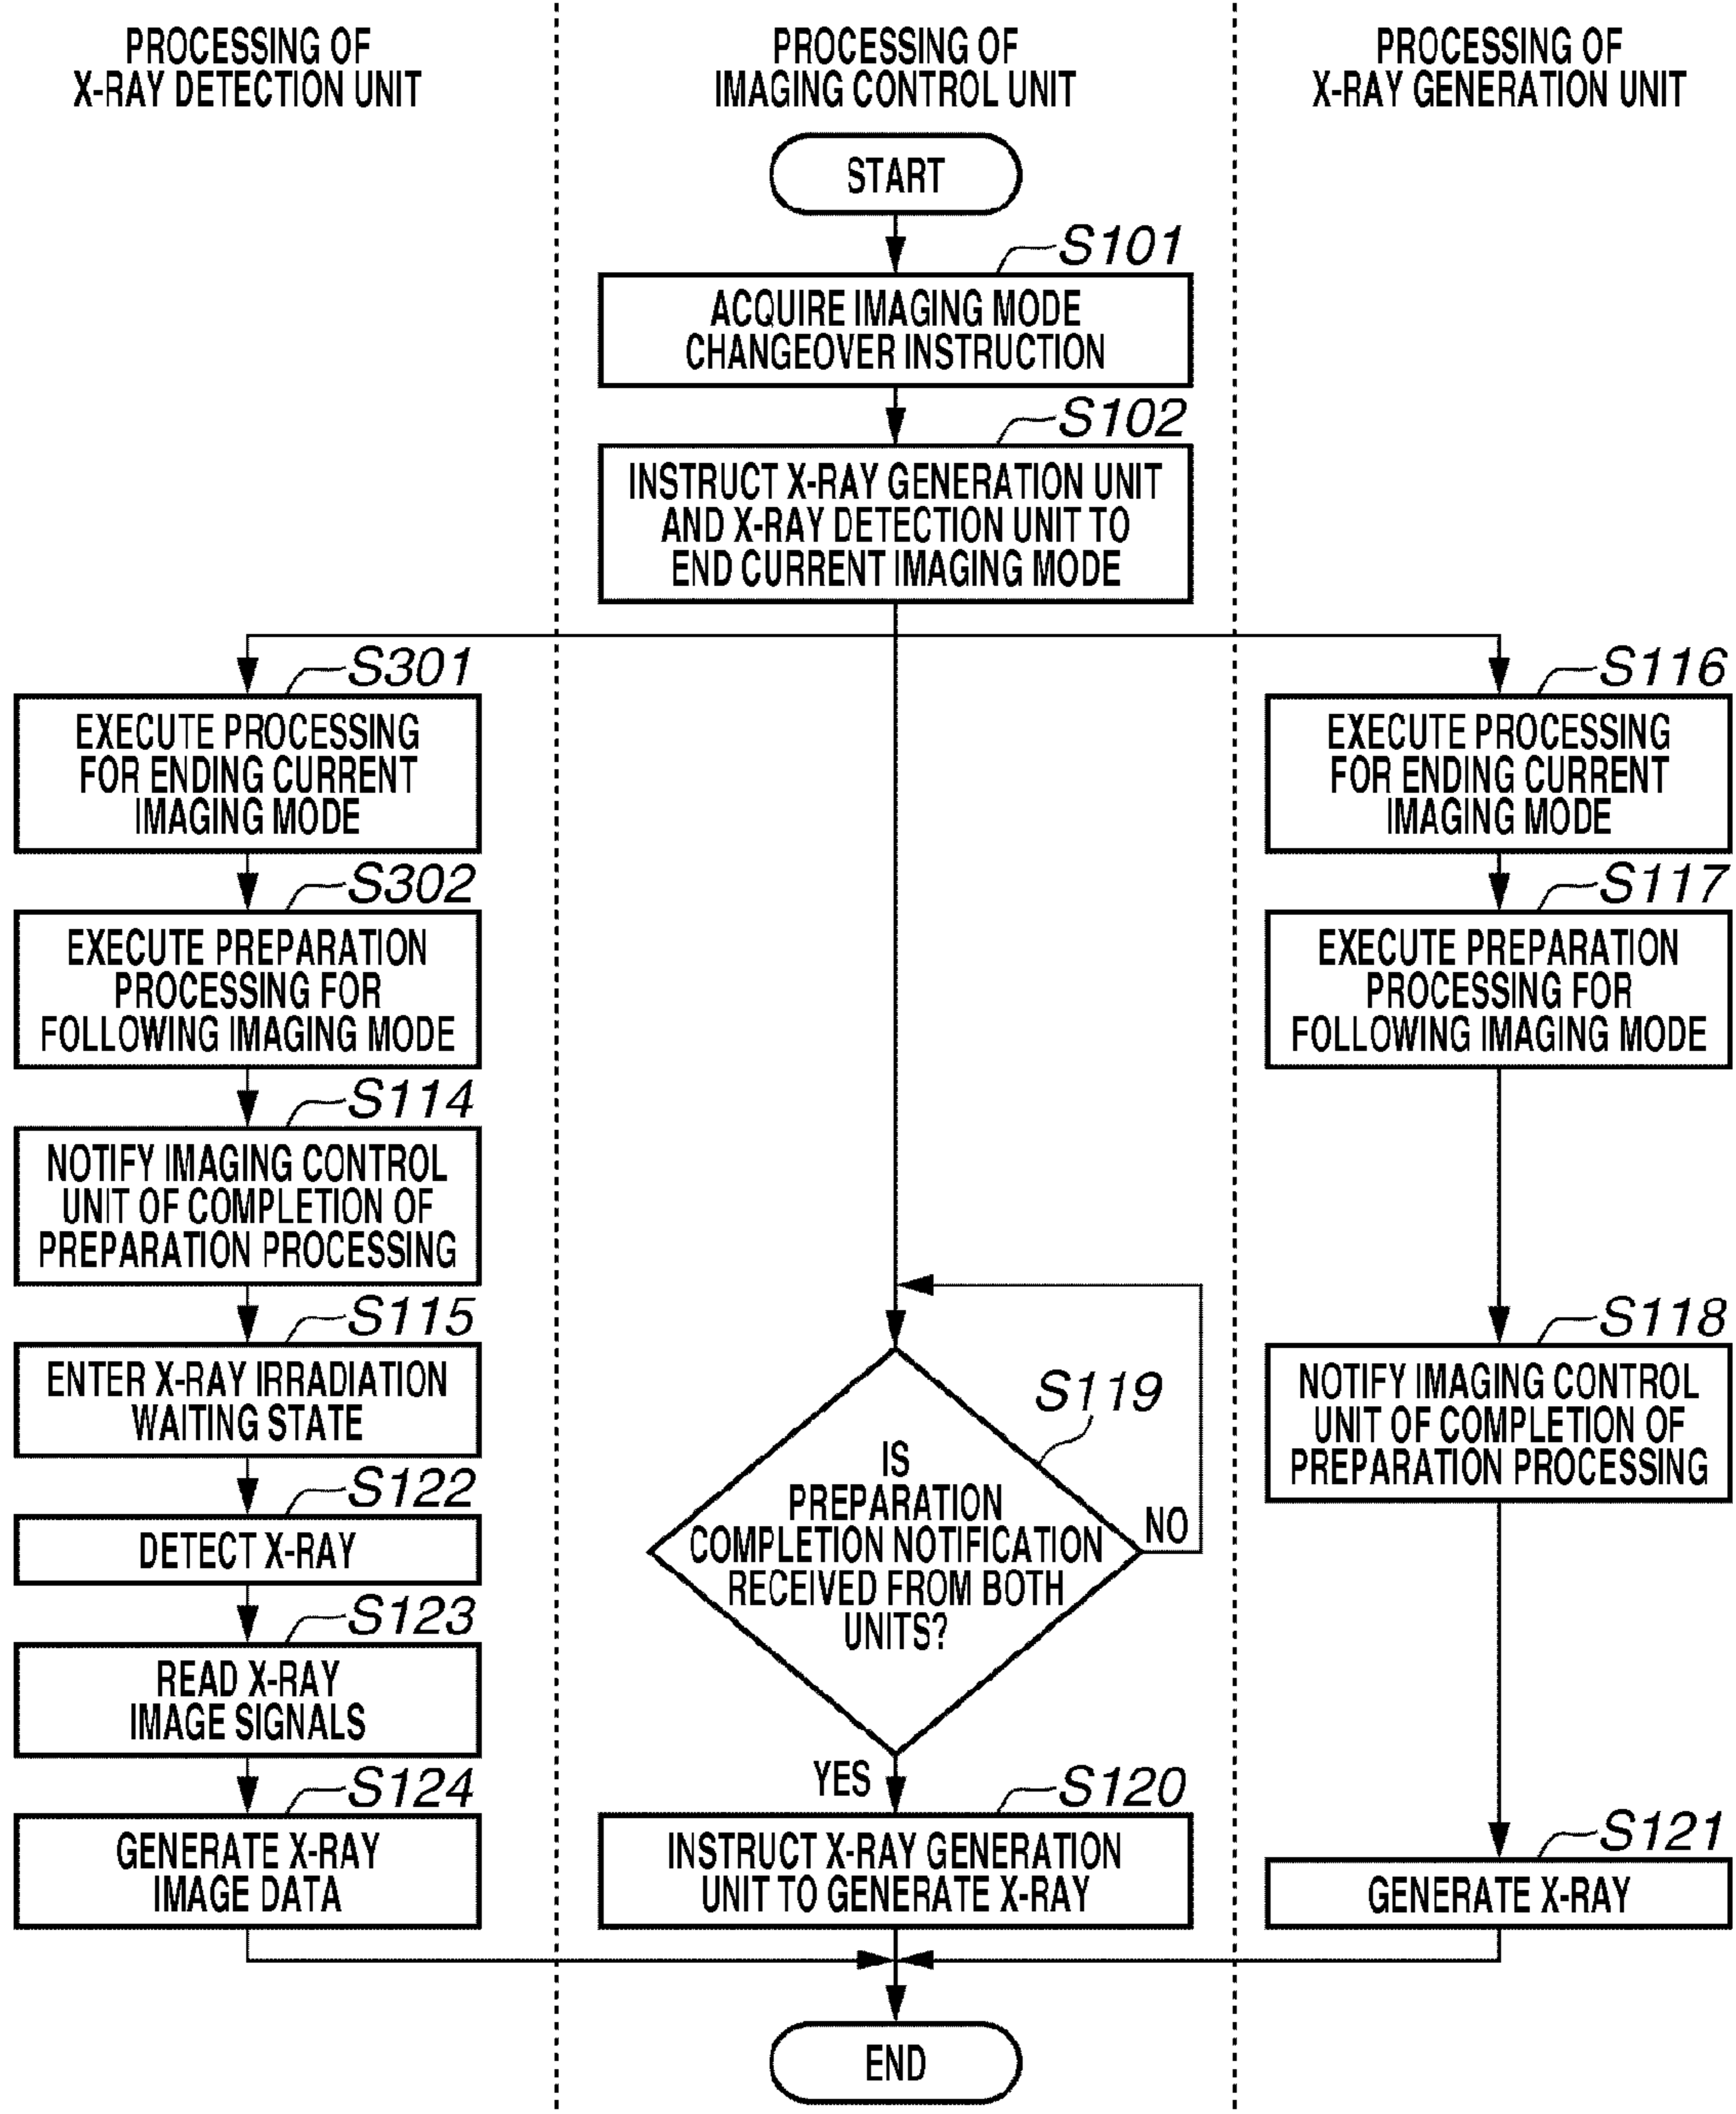 PROCESSING OF
X-RAY DETECTION UNIT
PROCESSING OF
IMAGING CONTROL UNIT
PROCESSING OF
X-RAY GENERATION UNIT
START
S101
ACQUIRE IMAGING MODE
CHANGEOVER INSTRUCTION
S102
INSTRUCT X-RAY GENERATION UNIT
AND X-RAY DETECTION UNIT TO
END CURRENT IMAGING MODE
S301
EXECUTE PROCESSING
FOR ENDING CURRENT
IMAGING MODE
S302
EXECUTE PREPARATION
PROCESSING FOR
FOLLOWING IMAGING MODE
S114
NOTIFY IMAGING CONTROL
UNIT OF COMPLETION OF
PREPARATION PROCESSING
S115
ENTER X-RAY IRRADIATION
WAITING STATE
S122
DETECT X-RAY
S123
READ X-RAY
IMAGE SIGNALS
S124
GENERATE X-RAY
IMAGE DATA
S119
IS
PREPARATION
COMPLETION NOTIFICATION
RECEIVED FROM BOTH
UNITS?
NO
YES
S120
INSTRUCT X-RAY GENERATION
UNIT TO GENERATE X-RAY
S116
EXECUTE PROCESSING
FOR ENDING CURRENT
IMAGING MODE
S117
EXECUTE PREPARATION
PROCESSING FOR
FOLLOWING IMAGING MODE
S118
NOTIFY IMAGING CONTROL
UNIT OF COMPLETION OF
PREPARATION PROCESSING
S121
GENERATE X-RAY
END